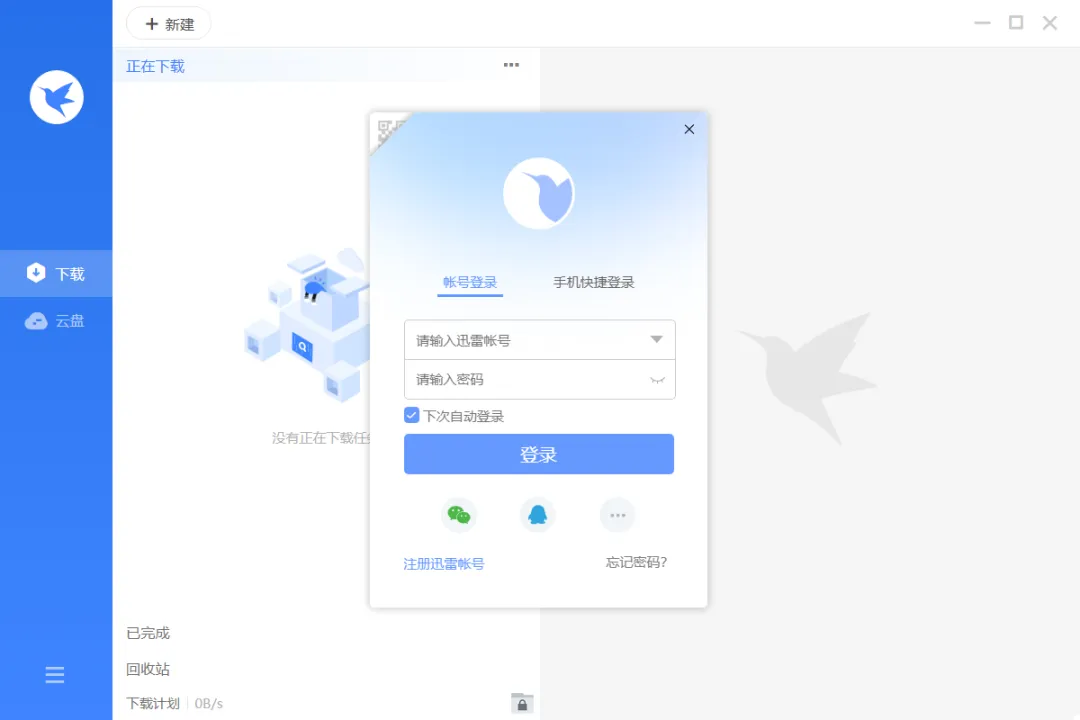 新建
正在下载
下载
云盘
没有正在下载任
已完成
回收站
下载计划 0B/s
帐号登录 手机快捷登录
请输入迅雷帐号
请输入密码
下次自动登录
登录
注册迅雷帐号 忘记密码?